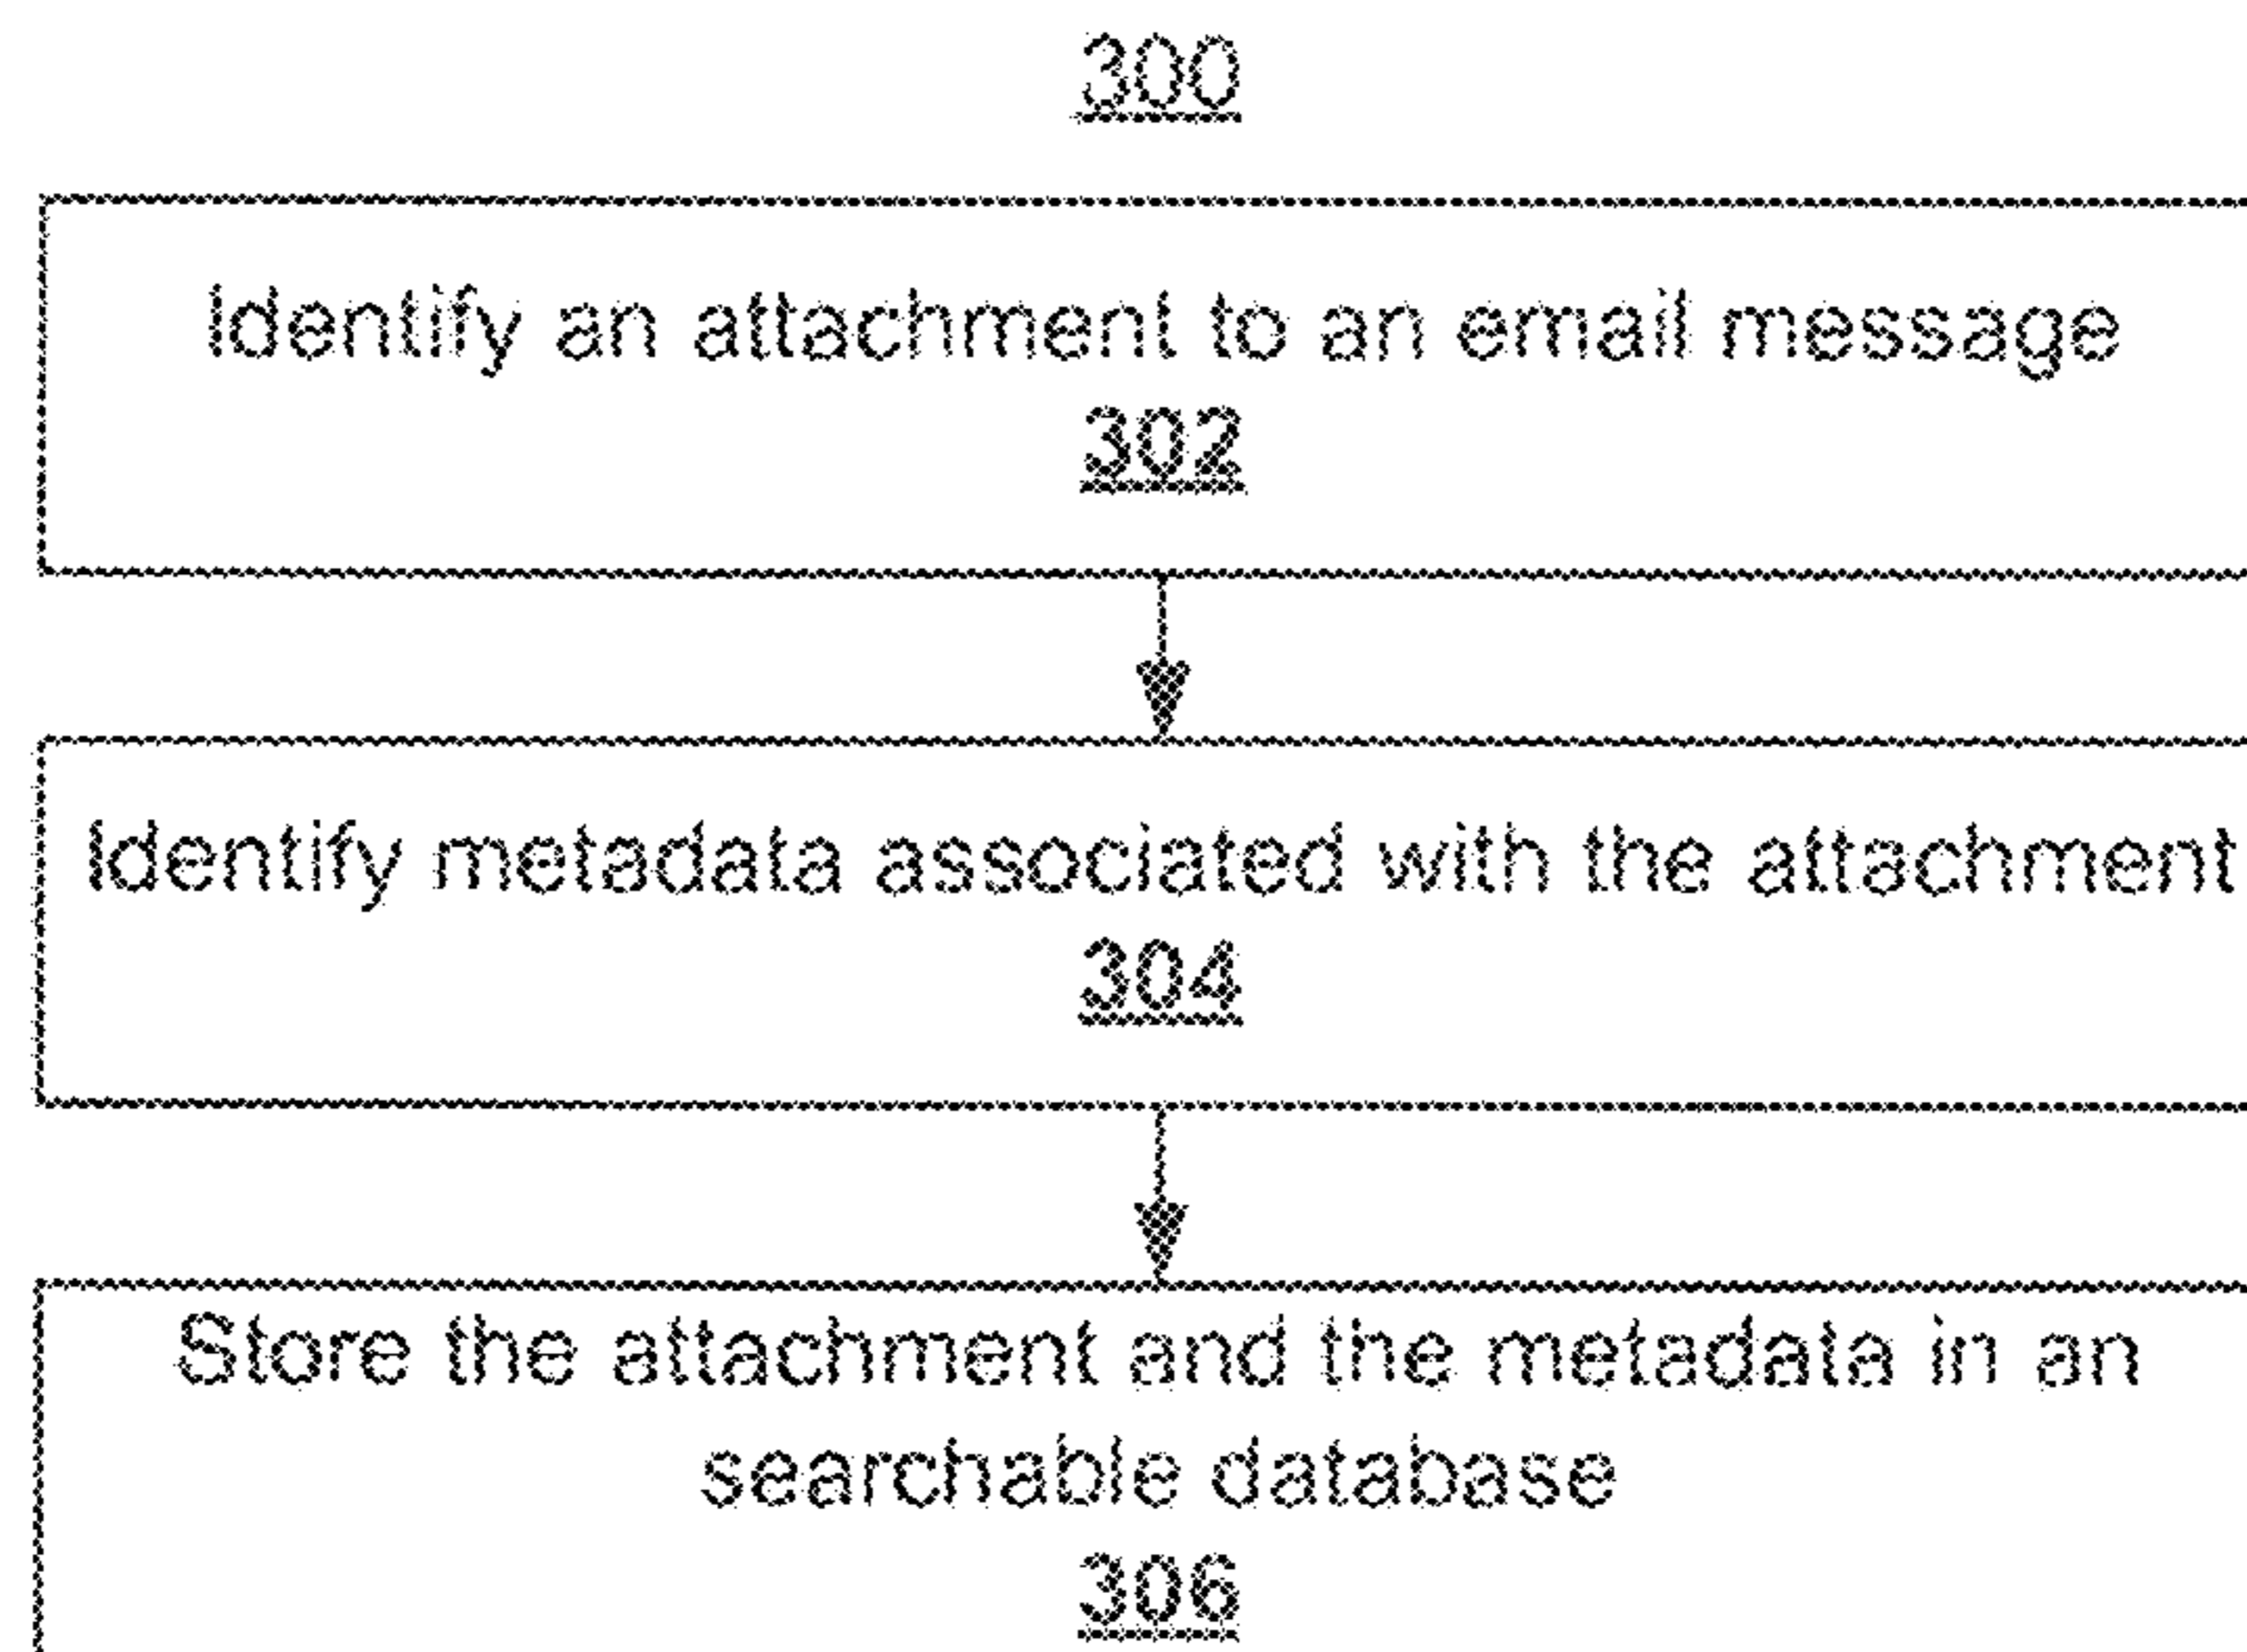 300
Identify an attachment to an email message
302
Identify metadata associated with the attachment
304
Store the attachment and the metadata in an
searchable database
306